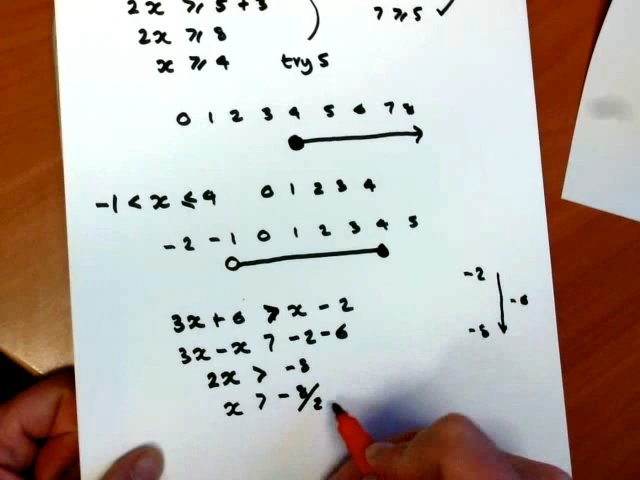 2x ≥ 5 + 3
7 ≥ 5 ✓
2x ≥ 8
x ≥ 4
try 5
0 1 2 3 4 5 6 7 8
-1 < x ≤ 4
0 1 2 3 4
-2 -1 0 1 2 3 4 5
3x + 6 > x - 2
3x - x > -2 - 6
2x > -8
x > -8/2
-2
-6
-8